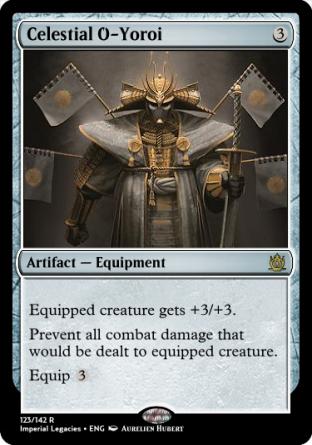 Celestial O-Yoroi 3
Artifact — Equipment
Equipped creature gets +3/+3.
Prevent all combat damage that
would be dealt to equipped creature.
Equip 3
123/142 R
Imperial Legacies • ENG Aurelien Hubert